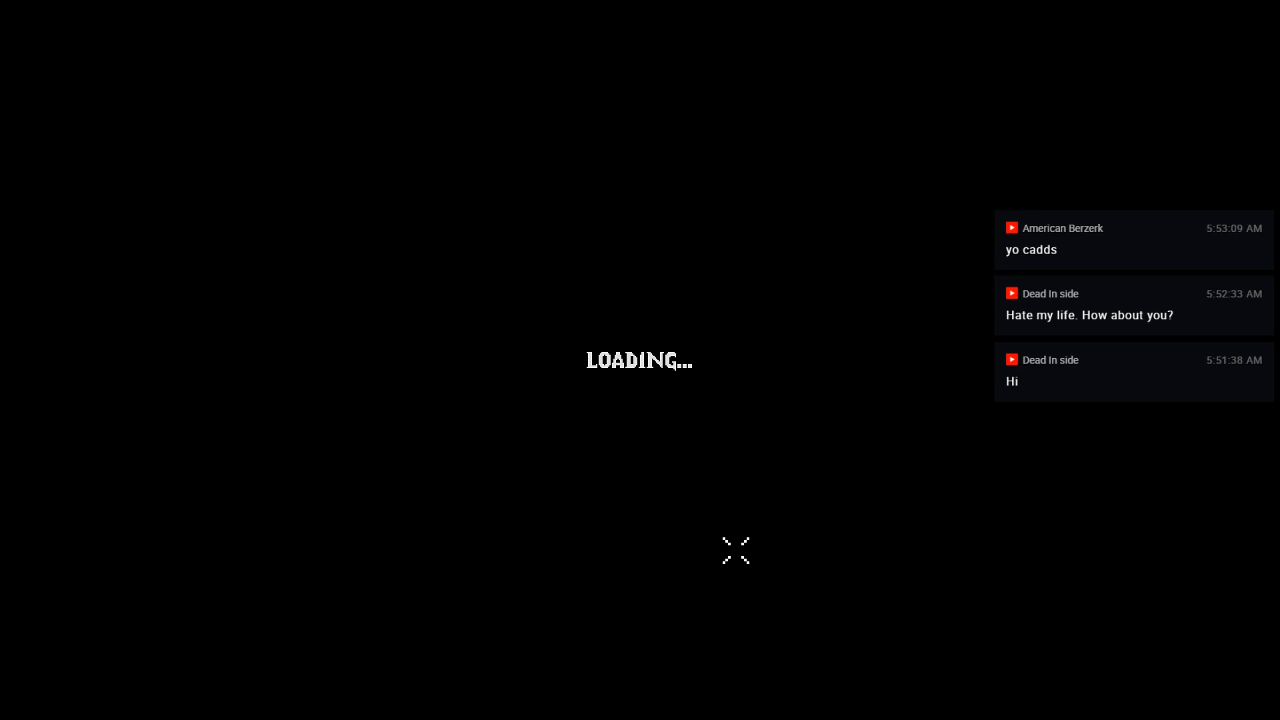 LOADING...
American Berzerk 5:53:09 AM
yo cadds
Dead In side 5:52:33 AM
Hate my life. How about you?
Dead In side 5:51:38 AM
Hi